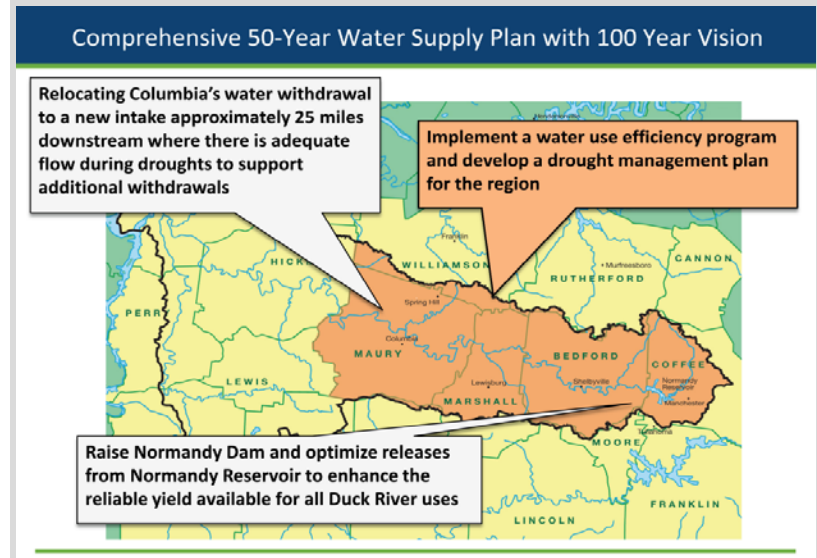 Comprehensive 50-Year Water Supply Plan with 100 Year Vision
Relocating Columbia's water withdrawal
to a new intake approximately 25 miles
downstream where there is adequate
flow during droughts to support
additional withdrawals
Implement a water use efficiency program
and develop a drought management plan
for the region
Franklin
HICK
WILLIAMSON
Murfreesboro
CANNON
RUTHERFORD
PERR
Spring Hill
Columbia
MAURY
BEDFORD
COFFEE
LEWIS
Lewisburg
Shelbyville
Normandy
Reservoir
MARSHALL
Manchester
Tullahoma
MOORE
Raise Normandy Dam and optimize releases
from Normandy Reservoir to enhance the
reliable yield available for all Duck River uses
FRANKLIN
LINCOLN